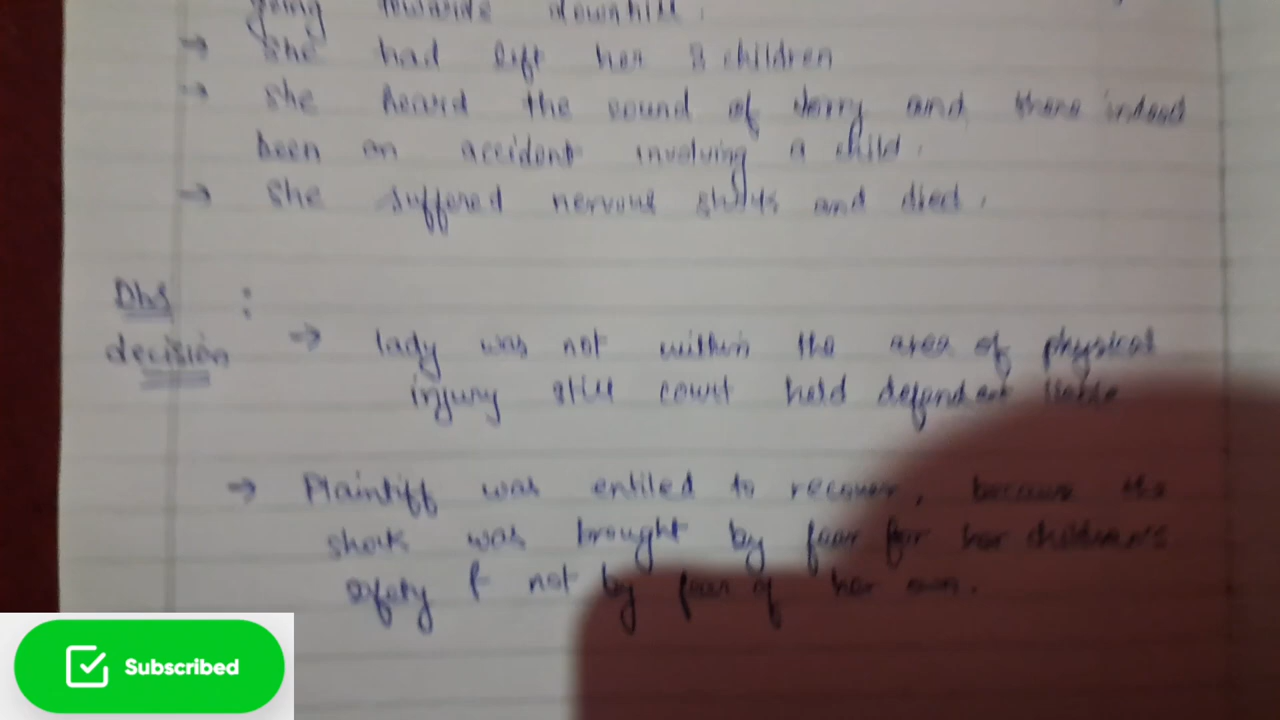 going towards downhill.
→ she had left her 3 children
→ she heard the sound of lorry and there indeed
been an accident involving a child.
→ she suffered nervous shock and died.
Obs :
decision
→ lady was not within the area of physical
injury still court held defendent liable
→ Plaintiff was entiled to recover, because the
shock was brought by fear for her children's
safety & not by fear of her own.
Subscribed